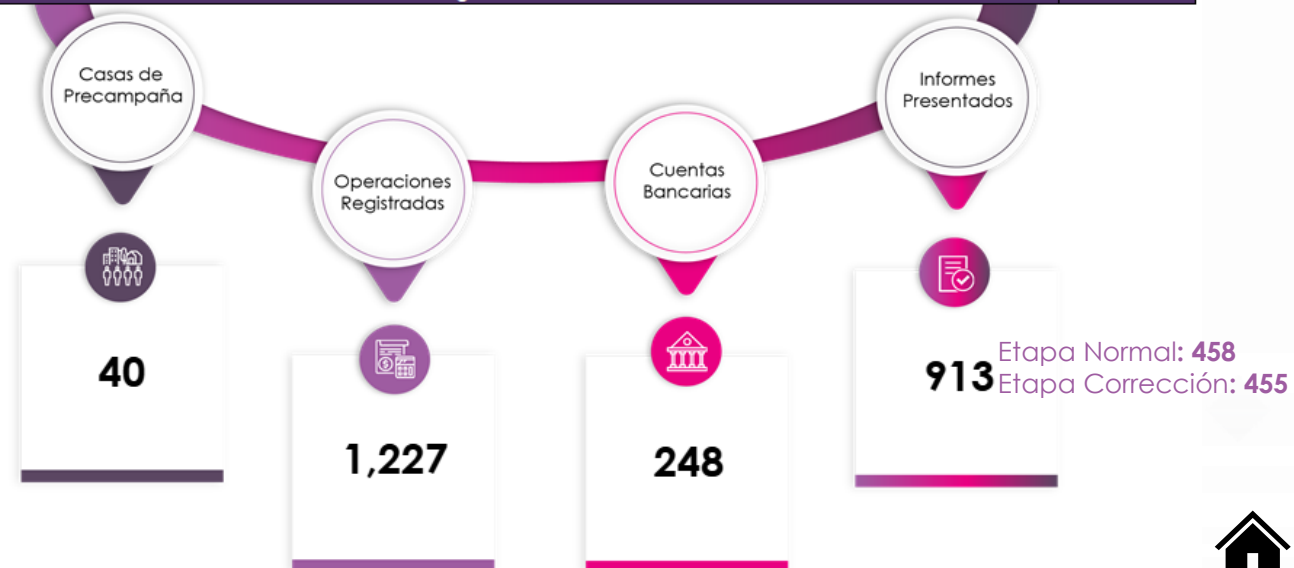 Casas de
Precampaña
Operaciones
Registradas
Cuentas
Bancarias
Informes
Presentados
40
1,227
248
913
Etapa Normal: 458
Etapa Corrección: 455